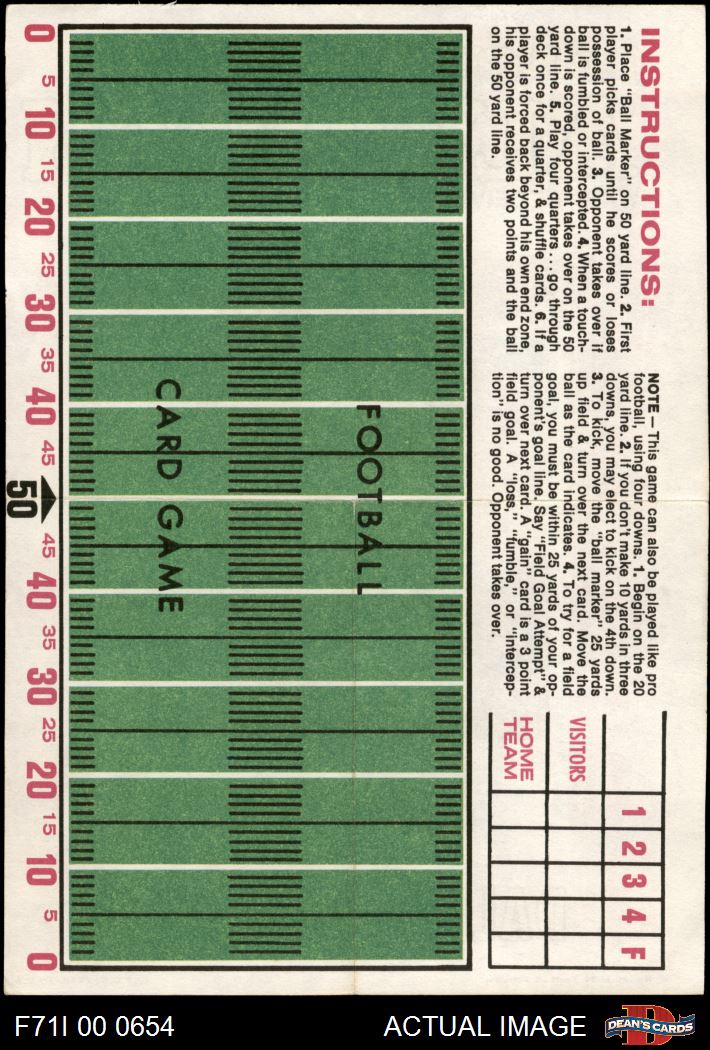 INSTRUCTIONS:
1. Place "Ball Marker" on 50 yard line. 2. First
player picks cards until he scores or loses
possession of ball. 3. Opponent takes over if
ball is fumbled or intercepted. 4. When a touch-
down is scored, opponent takes over on the 50
yard line. 5. Play four quarters... go through
deck once for a quarter, & shuffle cards. 6. If a
player is forced back beyond his own end zone,
his opponent receives two points and the ball
on the 50 yard line.
NOTE — This game can also be played like pro
football, using four downs. 1. Begin on the 20
yard line. 2. If you don't make 10 yards in three
downs, you may elect to kick on the 4th down.
3. To kick, move the "ball marker" 25 yards
up field & turn over the next card. Move the
ball as the card indicates. 4. To try for a field
goal, you must be within 25 yards of your op-
ponent's goal line. Say "Field Goal Attempt" &
turn over next card. A "gain" card is a 3 point
field goal. A "loss," "fumble," or "intercep-
tion" is no good. Opponent takes over.
1 2 3 4 F
VISITORS
HOME
TEAM
FOOTBALL
CARD GAME
0 5 10 15 20 25 30 35 40 45 50 45 40 35 30 25 20 15 10 5 0
F71I 00 0654
ACTUAL IMAGE
D
DEAN'S CARDS